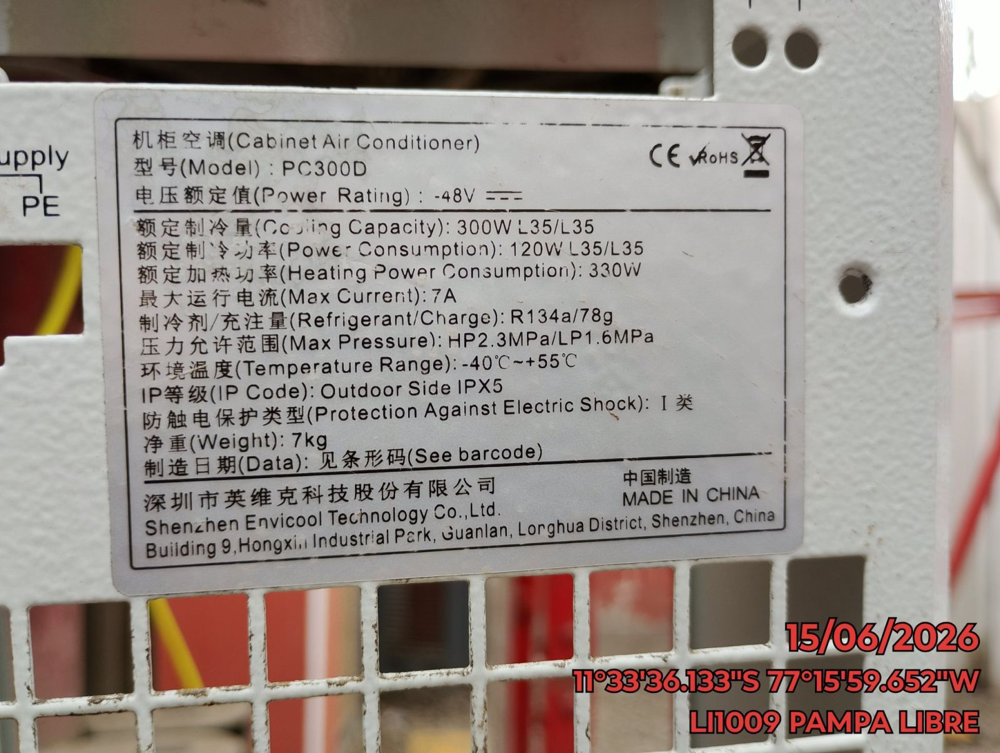 upply
PE
机柜空调(Cabinet Air Conditioner)
CE RoHS
型号(Model) : PC300D
电压额定值(Power Rating) : -48V
额定制冷量(Cooling Capacity): 300W L35/L35
额定制冷功率(Power Consumption): 120W L35/L35
额定加热功率(Heating Power Consumption): 330W
最大运行电流(Max Current): 7A
制冷剂/充注量(Refrigerant/Charge): R134a/78g
压力允许范围(Max Pressure): HP2.3MPa/LP1.6MPa
环境温度(Temperature Range): -40℃~+55℃
IP等级(IP Code): Outdoor Side IPX5
防触电保护类型(Protection Against Electric Shock): I 类
净重(Weight): 7kg
制造日期(Data): 见条形码(See barcode)
深圳市英维克科技股份有限公司
Shenzhen Envicool Technology Co.,Ltd.
Building 9,Hongxin Industrial Park, Guanlan, Longhua District, Shenzhen, China
中国制造
MADE IN CHINA
15/06/2026
11°33'36.133"S 77°15'59.652"W
LI1009 PAMPA LIBRE